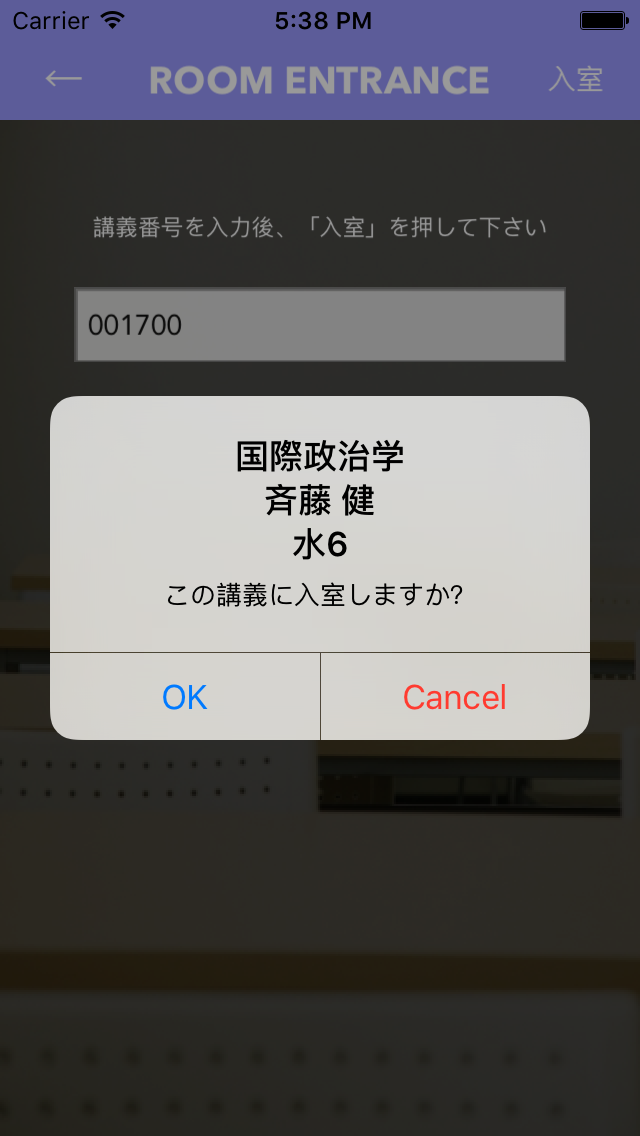 Carrier 5:38 PM
← ROOM ENTRANCE 入室
講義番号を入力後、「入室」を押して下さい
001700
国際政治学
斉藤 健
水6
この講義に入室しますか?
OK Cancel